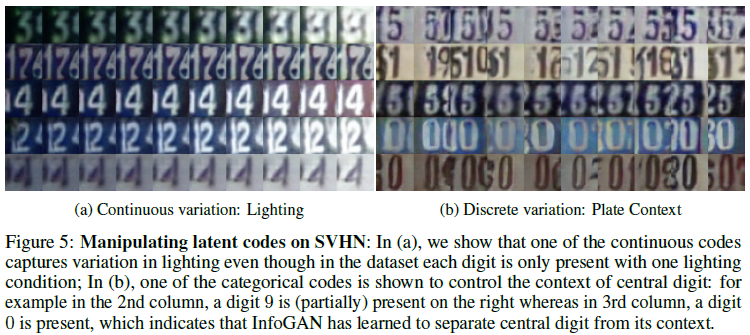 (a) Continuous variation: Lighting
(b) Discrete variation: Plate Context
Figure 5: Manipulating latent codes on SVHN: In (a), we show that one of the continuous codes
captures variation in lighting even though in the dataset each digit is only present with one lighting
condition; In (b), one of the categorical codes is shown to control the context of central digit: for
example in the 2nd column, a digit 9 is (partially) present on the right whereas in 3rd column, a digit
0 is present, which indicates that InfoGAN has learned to separate central digit from its context.